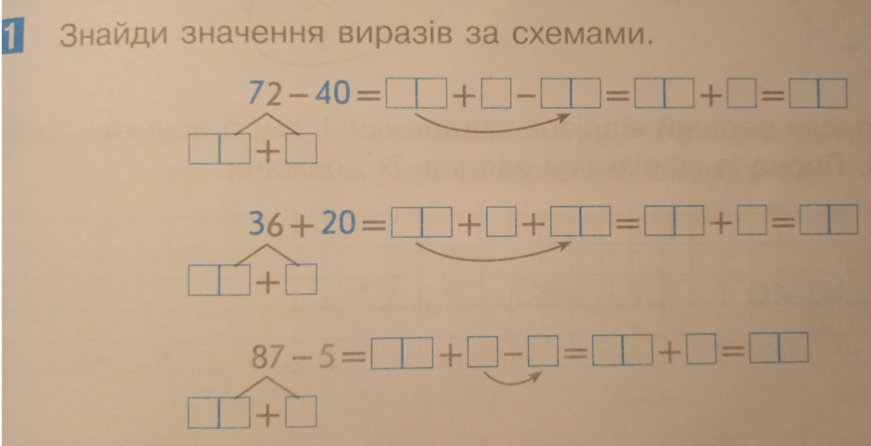 1 Знайди значення виразів за схемами.
72 – 40 = □□ + □ – □□ = □□ + □ = □□
□□ + □
36 + 20 = □□ + □ + □□ = □□ + □ = □□
□□ + □
87 – 5 = □□ + □ – □ = □□ + □ = □□
□□ + □